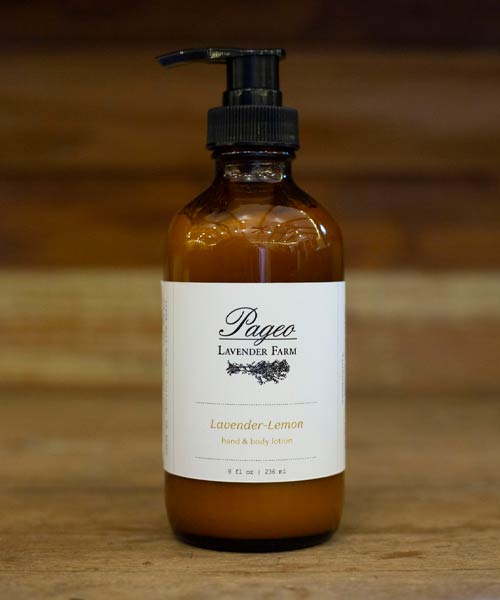 Pageo
LAVENDER FARM
Lavender-Lemon
hand & body lotion
8 fl oz | 236 ml